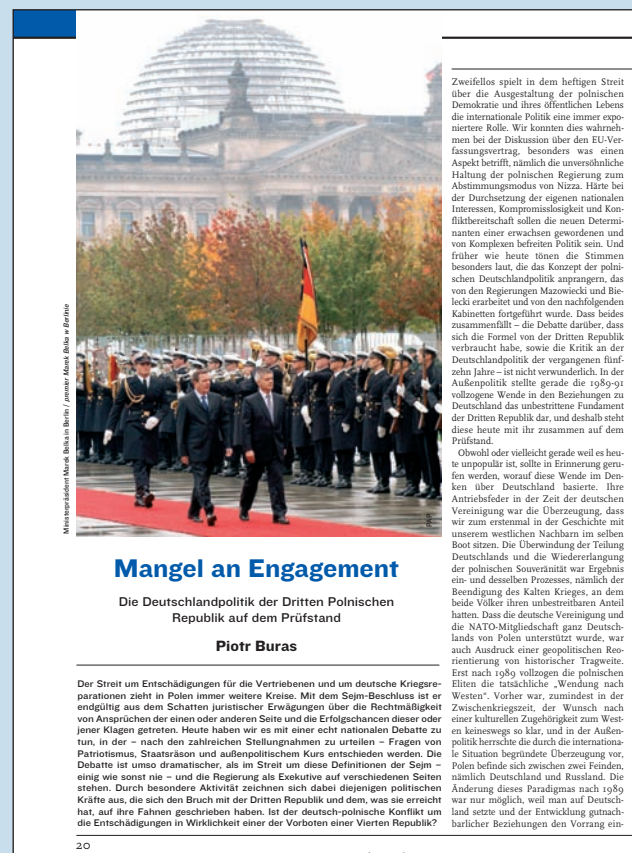 Ministerpräsident Marek Belka in Berlin / premier Marek Belka w Berlinie
PAP
Mangel an Engagement
Die Deutschlandpolitik der Dritten Polnischen
Republik auf dem Prüfstand
Piotr Buras
Der Streit um Entschädigungen für die Vertriebenen und um deutsche Kriegsre-
parationen zieht in Polen immer weitere Kreise. Mit dem Sejm-Beschluss ist er
endgültig aus dem Schatten juristischer Erwägungen über die Rechtmäßigkeit
von Ansprüchen der einen oder anderen Seite und die Erfolgschancen dieser oder
jener Klagen getreten. Heute haben wir es mit einer echt nationalen Debatte zu
tun, in der – nach den zahlreichen Stellungnahmen zu urteilen – Fragen von
Patriotismus, Staatsräson und außenpolitischem Kurs entschieden werden. Die
Debatte ist umso dramatischer, als im Streit um diese Definitionen der Sejm –
einig wie sonst nie – und die Regierung als Exekutive auf verschiedenen Seiten
stehen. Durch besondere Aktivität zeichnen sich dabei diejenigen politischen
Kräfte aus, die sich den Bruch mit der Dritten Republik und dem, was sie erreicht
hat, auf ihre Fahnen geschrieben haben. Ist der deutsch-polnische Konflikt um
die Entschädigungen in Wirklichkeit einer der Vorboten einer Vierten Republik?
Zweifellos spielt in dem heftigen Streit
über die Ausgestaltung der polnischen
Demokratie und ihres öffentlichen Lebens
die internationale Politik eine immer expo-
niertere Rolle. Wir konnten dies wahrneh-
men bei der Diskussion über den EU-Ver-
fassungsvertrag, besonders was einen
Aspekt betrifft, nämlich die unversöhnliche
Haltung der polnischen Regierung zum
Abstimmungsmodus von Nizza. Härte bei
der Durchsetzung der eigenen nationalen
Interessen, Kompromisslosigkeit und Kon-
fliktbereitschaft sollen die neuen Determi-
nanten einer erwachsen gewordenen und
von Komplexen befreiten Politik sein. Und
früher wie heute tönen die Stimmen
besonders laut, die das Konzept der polni-
schen Deutschlandpolitik anprangern, das
von den Regierungen Mazowiecki und Bie-
lecki erarbeitet und von den nachfolgenden
Kabinetten fortgeführt wurde. Dass beides
zusammenfällt – die Debatte darüber, dass
sich die Formel von der Dritten Republik
verbraucht habe, sowie die Kritik an der
Deutschlandpolitik der vergangenen fünf-
zehn Jahre – ist nicht verwunderlich. In der
Außenpolitik stellte gerade die 1989-91
vollzogene Wende in den Beziehungen zu
Deutschland das unbestrittene Fundament
der Dritten Republik dar, und deshalb steht
diese heute mit ihr zusammen auf dem
Prüfstand.
Obwohl oder vielleicht gerade weil es heu-
te unpopulär ist, sollte in Erinnerung geru-
fen werden, worauf diese Wende im Den-
ken über Deutschland basierte. Ihre
Antriebsfeder in der Zeit der deutschen
Vereinigung war die Überzeugung, dass
wir zum erstenmal in der Geschichte mit
unserem westlichen Nachbarn im selben
Boot sitzen. Die Überwindung der Teilung
Deutschlands und die Wiedererlangung
der polnischen Souveränität war Ergebnis
ein- und desselben Prozesses, nämlich der
Beendigung des Kalten Krieges, an dem
beide Völker ihren unbestreitbaren Anteil
hatten. Dass die deutsche Vereinigung und
die NATO-Mitgliedschaft ganz Deutsch-
lands von Polen unterstützt wurde, war
auch Ausdruck einer geopolitischen Reo-
rientierung von historischer Tragweite.
Erst nach 1989 vollzogen die polnischen
Eliten die tatsächliche „Wendung nach
Westen“. Vorher war, zumindest in der
Zwischenkriegszeit, der Wunsch nach
einer kulturellen Zugehörigkeit zum West-
en keineswegs so klar, und in der Außen-
politik herrschte die durch die internationa-
le Situation begründete Überzeugung vor,
Polen befinde sich zwischen zwei Feinden,
nämlich Deutschland und Russland. Die
Änderung dieses Paradigmas nach 1989
war nur möglich, weil man auf Deutsch-
land setzte und der Entwicklung gutnach-
barlicher Beziehungen den Vorrang ein-
20